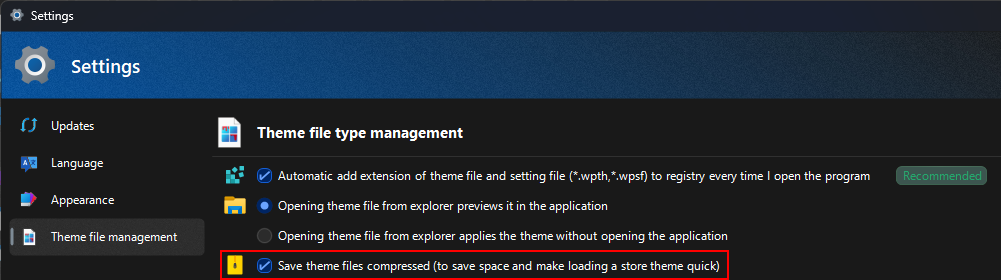 Settings
Settings
Updates
Language
Appearance
Theme file management
Theme file type management
Automatic add extension of theme file and setting file (*.wpth,*.wpsf) to registry every time I open the program
Recommended
Opening theme file from explorer previews it in the application
Opening theme file from explorer applies the theme without opening the application
Save theme files compressed (to save space and make loading a store theme quick)